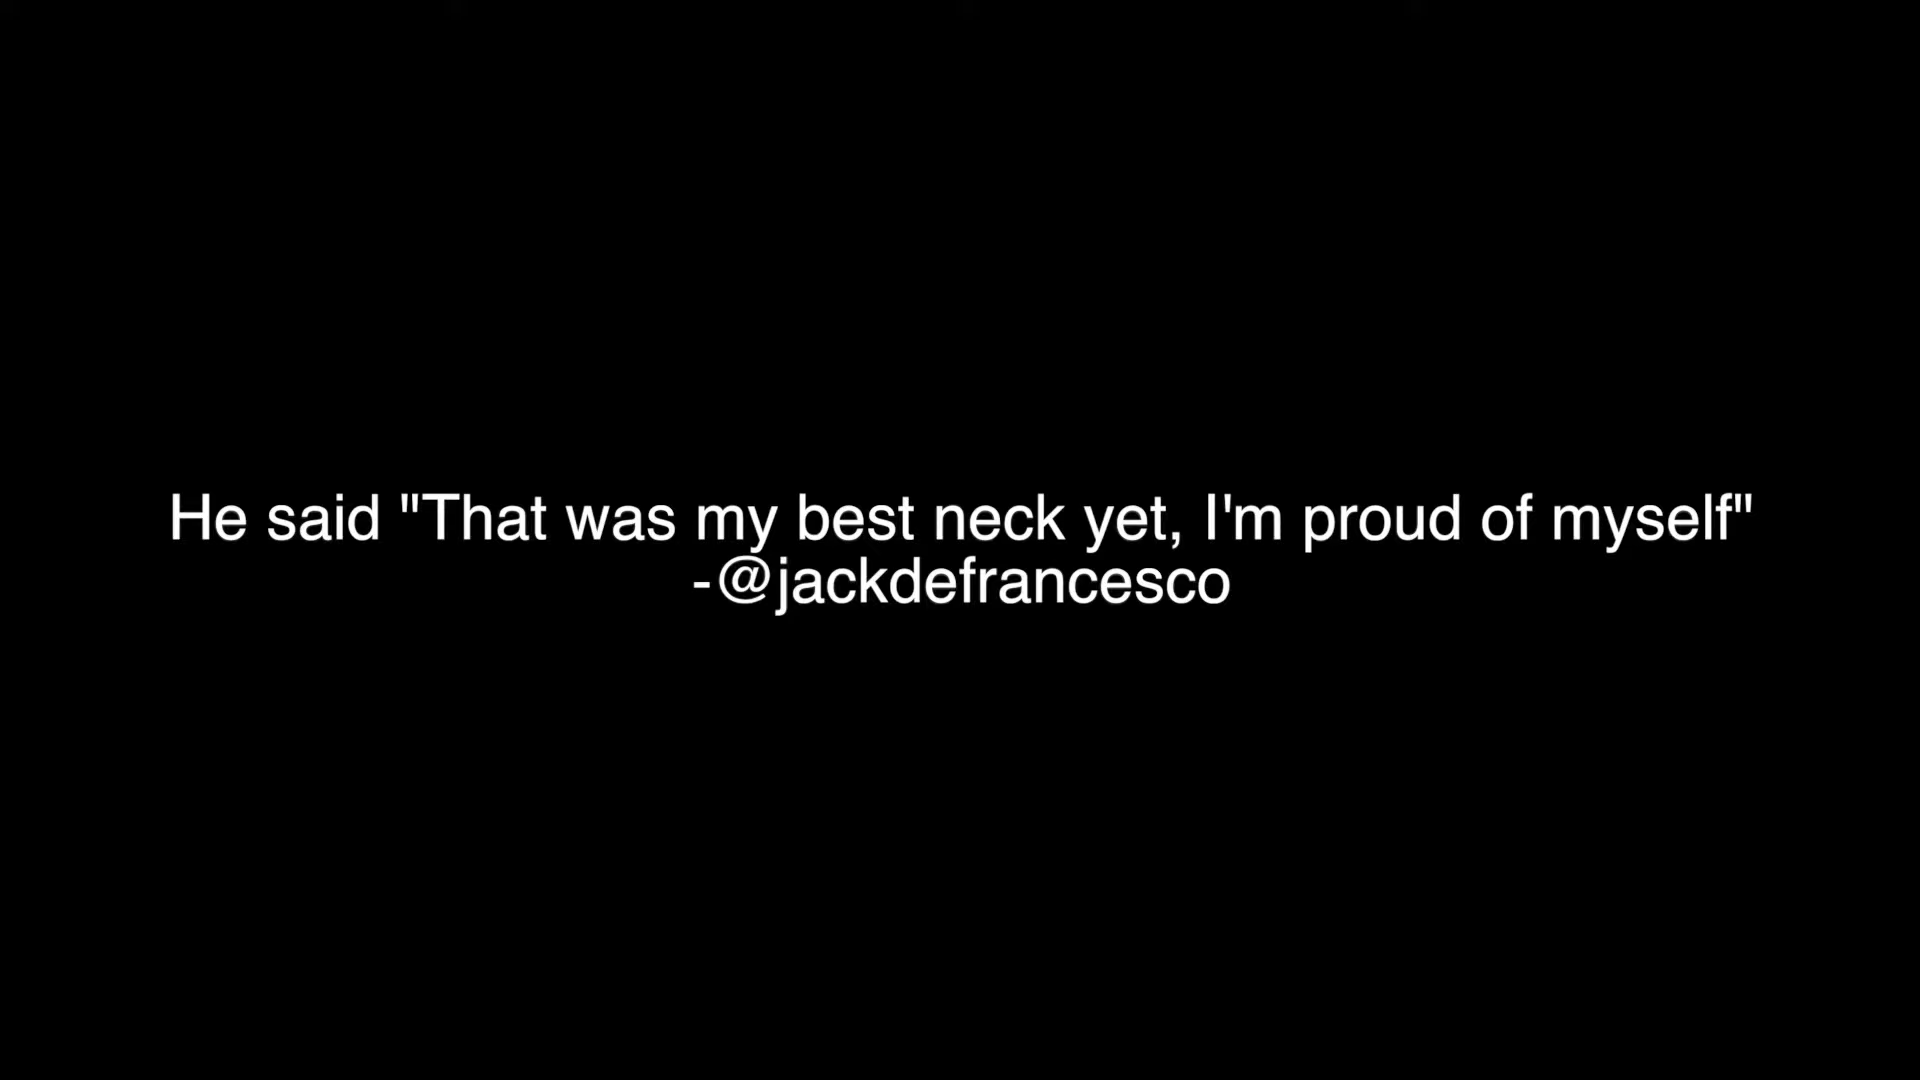 He said "That was my best neck yet, I'm proud of myself"
-@jackdefrancesco